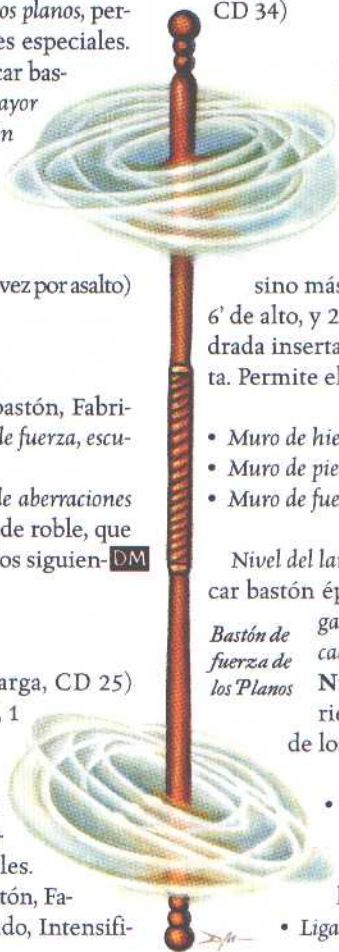 os planos, per-
es especiales.
car bas-
ayor
n
vez por asalto)
bastón, Fabri-
de fuerza, escu-
de aberraciones
de roble, que
os siguien-
DM
arga, CD 25)
, 1
-
les.
tón, Fa-
do, Intensifi-
CD 34)
sino más
6' de alto, y 2
drada inserta
ta. Permite el
• Muro de hie
• Muro de pie
• Muro de fue
Nivel del lan
car bastón ép
ga
ca
Ni
rie
de lo
•
l
• Liga
Bastón de
fuerza de
los Planos